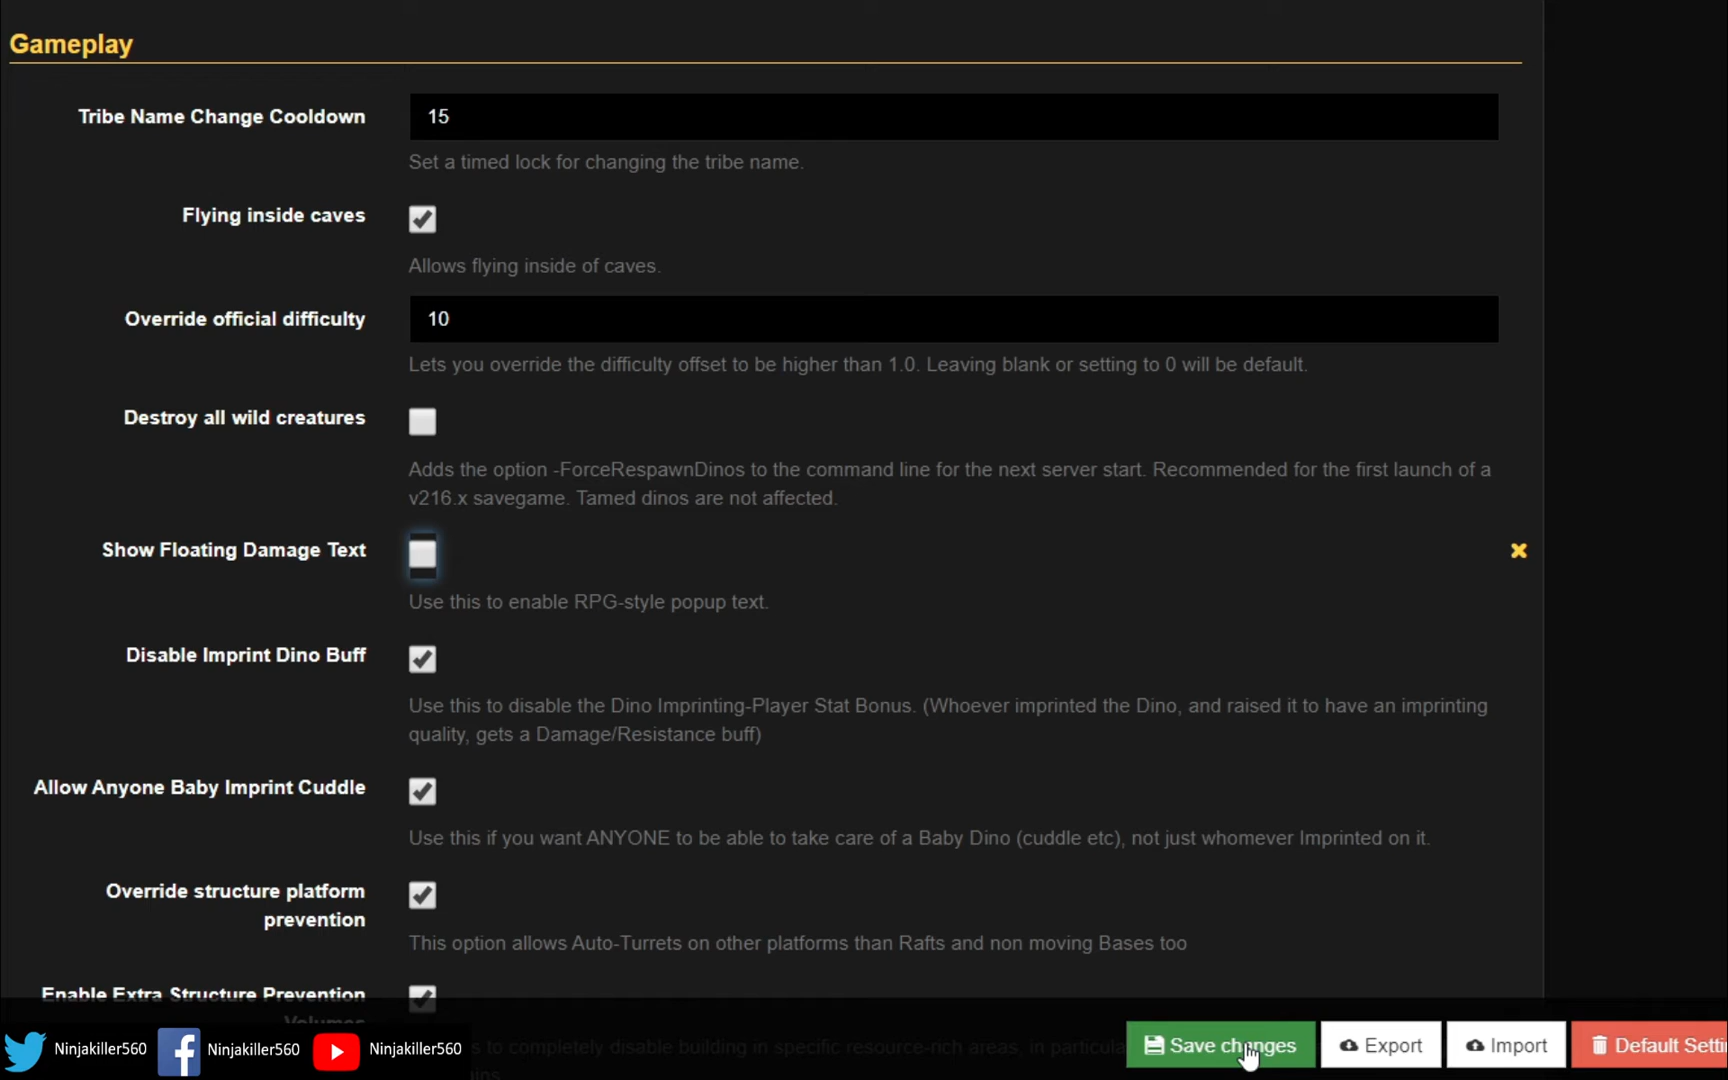 Gameplay
Tribe Name Change Cooldown
15
Set a timed lock for changing the tribe name.
Flying inside caves
Allows flying inside of caves.
Override official difficulty
10
Lets you override the difficulty offset to be higher than 1.0. Leaving blank or setting to 0 will be default.
Destroy all wild creatures
Adds the option -ForceRespawnDinos to the command line for the next server start. Recommended for the first launch of a
v216.x savegame. Tamed dinos are not affected.
Show Floating Damage Text
Use this to enable RPG-style popup text.
Disable Imprint Dino Buff
Use this to disable the Dino Imprinting-Player Stat Bonus. (Whoever imprinted the Dino, and raised it to have an imprinting
quality, gets a Damage/Resistance buff)
Allow Anyone Baby Imprint Cuddle
Use this if you want ANYONE to be able to take care of a Baby Dino (cuddle etc), not just whomever Imprinted on it.
Override structure platform
prevention
This option allows Auto-Turrets on other platforms than Rafts and non moving Bases too
Enable Extra Structure Prevention
Volumes
to completely disable building in specific resource-rich areas, in particula
Ninjakiller560
Ninjakiller560
Ninjakiller560
Save changes
Export
Import
Default Setti